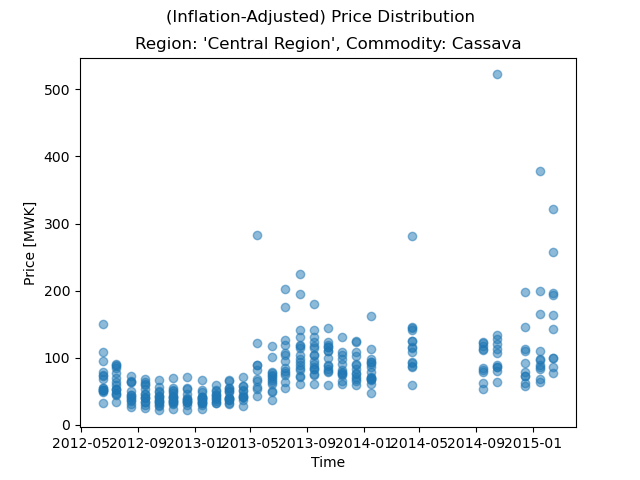 (Inflation-Adjusted) Price Distribution
Region: 'Central Region', Commodity: Cassava
500
400
300
200
100
0
Price [MWK]
2012-05 2012-09 2013-01 2013-05 2013-09 2014-01 2014-05 2014-09 2015-01
Time